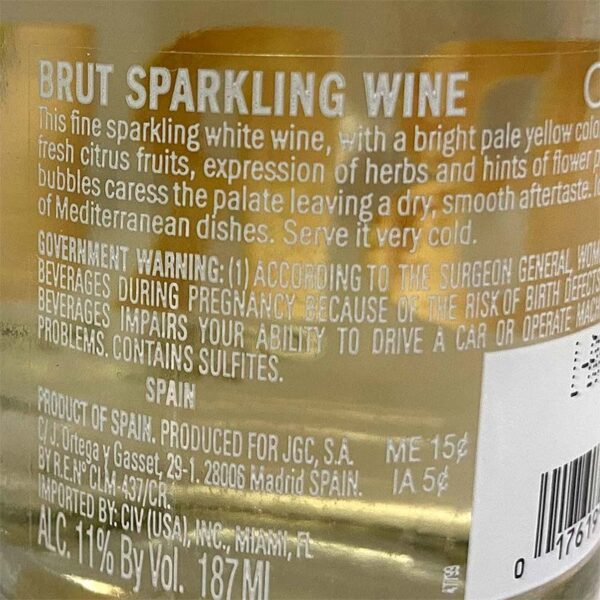 BRUT SPARKLING WINE
This fine sparkling white wine, with a bright pale yellow colo
fresh citrus fruits, expression of herbs and hints of flower p
bubbles caress the palate leaving a dry, smooth aftertaste.
of Mediterranean dishes. Serve it very cold.
GOVERNMENT WARNING: (1) ACCORDING TO THE SURGEON GENERAL, WOM
BEVERAGES DURING PREGNANCY BECAUSE OF THE RISK OF BIRTH DEFECTS
BEVERAGES IMPAIRS YOUR ABILITY TO DRIVE A CAR OR OPERATE MACH
PROBLEMS. CONTAINS SULFITES.
SPAIN
PRODUCT OF SPAIN. PRODUCED FOR JGC, S.A.
C/ J. Ortega y Gasset, 29-1. 28006 Madrid SPAIN.
BY R.E.Nº CLM-437/CR.
IMPORTED BY: CIV (USA), INC., MIAMI, FL
ALC. 11% By Vol. 187 Ml
ME 15¢
IA 5¢
0 17619